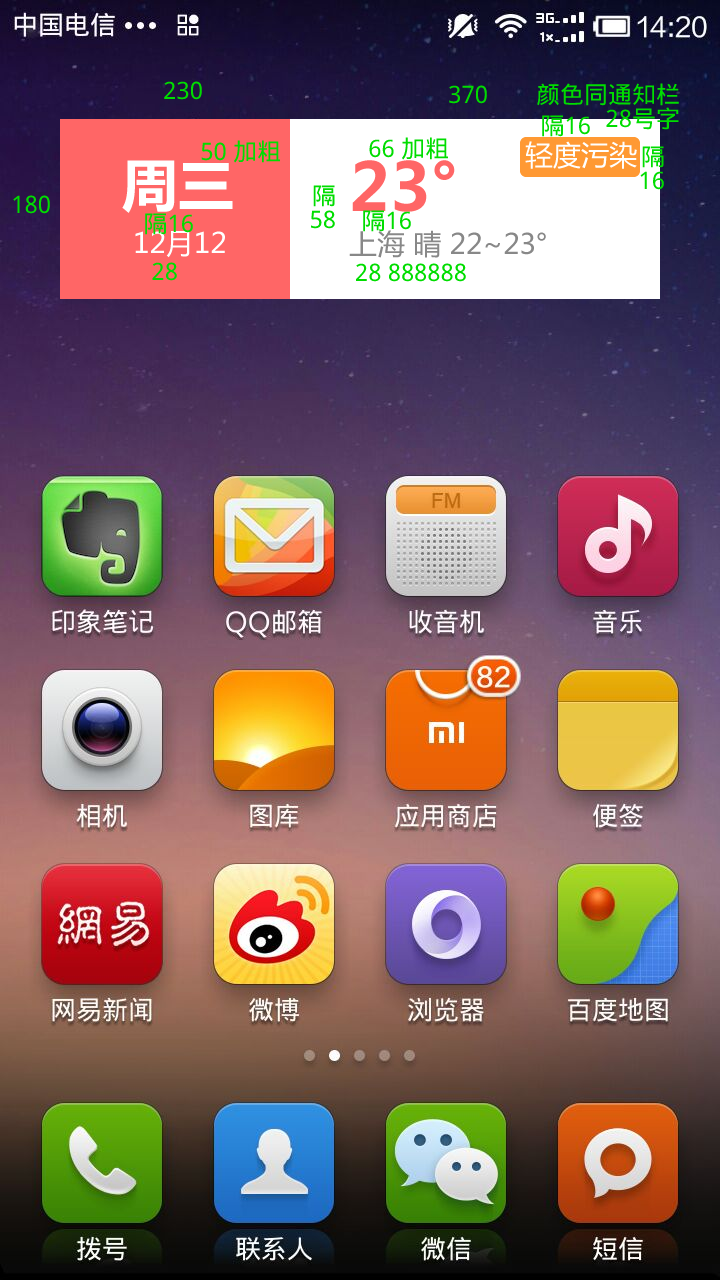 中国电信 ••• 3G 1× 14:20
230 370 颜色同通知栏
隔16 28号字
50 加粗 66 加粗 轻度污染 隔
16
周三 23°
180 隔
58
隔16 隔16
12月12 上海 晴 22~23°
28 28 888888
FM
印象笔记 QQ邮箱 收音机 音乐
82
mi
相机 图库 应用商店 便签
網易
网易新闻 微博 浏览器 百度地图
拨号 联系人 微信 短信